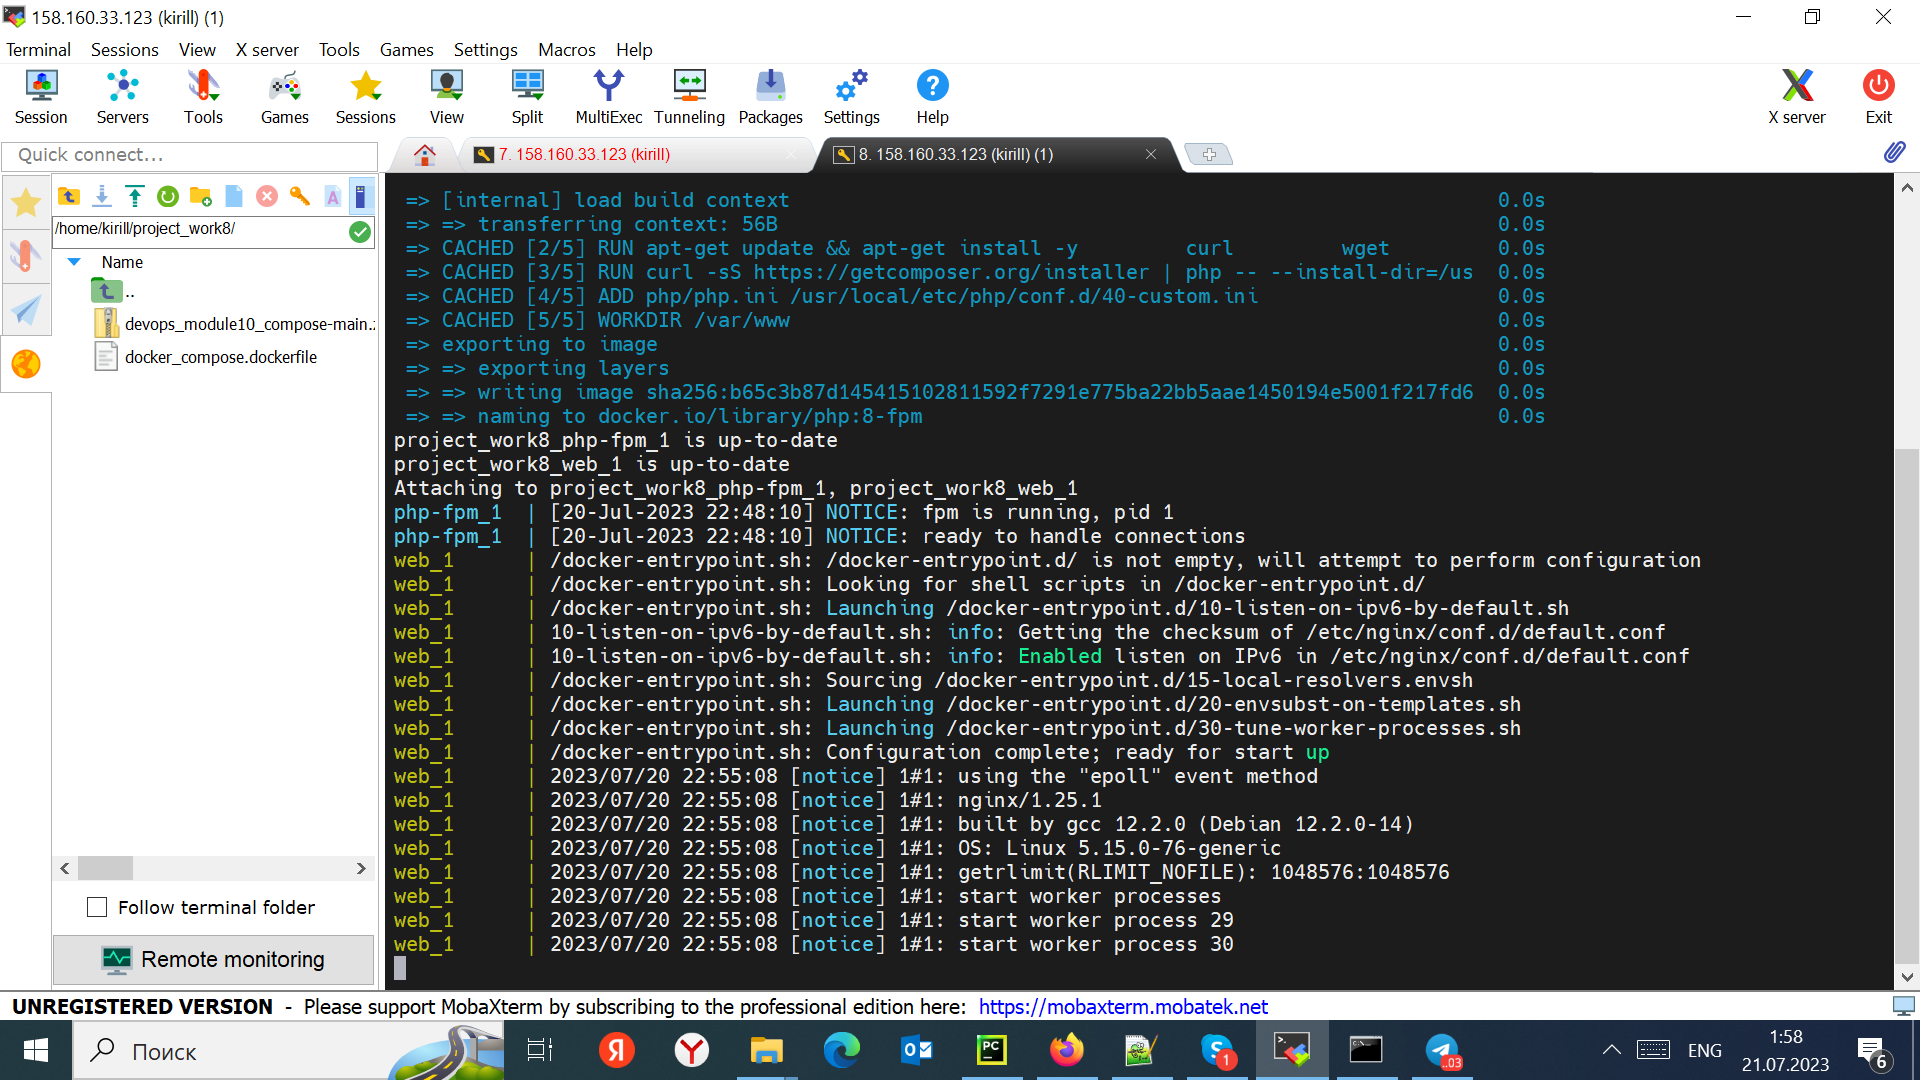 158.160.33.123 (kirill) (1)
Terminal Sessions View X server Tools Games Settings Macros Help
Session Servers Tools Games Sessions View Split MultiExec Tunneling Packages Settings Help X server Exit
Quick connect...
7. 158.160.33.123 (kirill)
8. 158.160.33.123 (kirill) (1)
/home/kirill/project_work8/
Name
..
devops_module10_compose-main.z
docker_compose.dockerfile
Follow terminal folder
Remote monitoring
=> [internal] load build context 0.0s
=> => transferring context: 56B 0.0s
=> CACHED [2/5] RUN apt-get update && apt-get install -y curl wget 0.0s
=> CACHED [3/5] RUN curl -sS https://getcomposer.org/installer | php -- --install-dir=/us 0.0s
=> CACHED [4/5] ADD php/php.ini /usr/local/etc/php/conf.d/40-custom.ini 0.0s
=> CACHED [5/5] WORKDIR /var/www 0.0s
=> exporting to image 0.0s
=> => exporting layers 0.0s
=> => writing image sha256:b65c3b87d145415102811592f7291e775ba22bb5aae1450194e5001f217fd6 0.0s
=> => naming to docker.io/library/php:8-fpm 0.0s
project_work8_php-fpm_1 is up-to-date
project_work8_web_1 is up-to-date
Attaching to project_work8_php-fpm_1, project_work8_web_1
php-fpm_1 | [20-Jul-2023 22:48:10] NOTICE: fpm is running, pid 1
php-fpm_1 | [20-Jul-2023 22:48:10] NOTICE: ready to handle connections
web_1 | /docker-entrypoint.sh: /docker-entrypoint.d/ is not empty, will attempt to perform configuration
web_1 | /docker-entrypoint.sh: Looking for shell scripts in /docker-entrypoint.d/
web_1 | /docker-entrypoint.sh: Launching /docker-entrypoint.d/10-listen-on-ipv6-by-default.sh
web_1 | 10-listen-on-ipv6-by-default.sh: info: Getting the checksum of /etc/nginx/conf.d/default.conf
web_1 | 10-listen-on-ipv6-by-default.sh: info: Enabled listen on IPv6 in /etc/nginx/conf.d/default.conf
web_1 | /docker-entrypoint.sh: Sourcing /docker-entrypoint.d/15-local-resolvers.envsh
web_1 | /docker-entrypoint.sh: Launching /docker-entrypoint.d/20-envsubst-on-templates.sh
web_1 | /docker-entrypoint.sh: Launching /docker-entrypoint.d/30-tune-worker-processes.sh
web_1 | /docker-entrypoint.sh: Configuration complete; ready for start up
web_1 | 2023/07/20 22:55:08 [notice] 1#1: using the "epoll" event method
web_1 | 2023/07/20 22:55:08 [notice] 1#1: nginx/1.25.1
web_1 | 2023/07/20 22:55:08 [notice] 1#1: built by gcc 12.2.0 (Debian 12.2.0-14)
web_1 | 2023/07/20 22:55:08 [notice] 1#1: OS: Linux 5.15.0-76-generic
web_1 | 2023/07/20 22:55:08 [notice] 1#1: getrlimit(RLIMIT_NOFILE): 1048576:1048576
web_1 | 2023/07/20 22:55:08 [notice] 1#1: start worker processes
web_1 | 2023/07/20 22:55:08 [notice] 1#1: start worker process 29
web_1 | 2023/07/20 22:55:08 [notice] 1#1: start worker process 30
UNREGISTERED VERSION - Please support MobaXterm by subscribing to the professional edition here: https://mobaxterm.mobatek.net
Поиск
ENG
1:58
21.07.2023
6